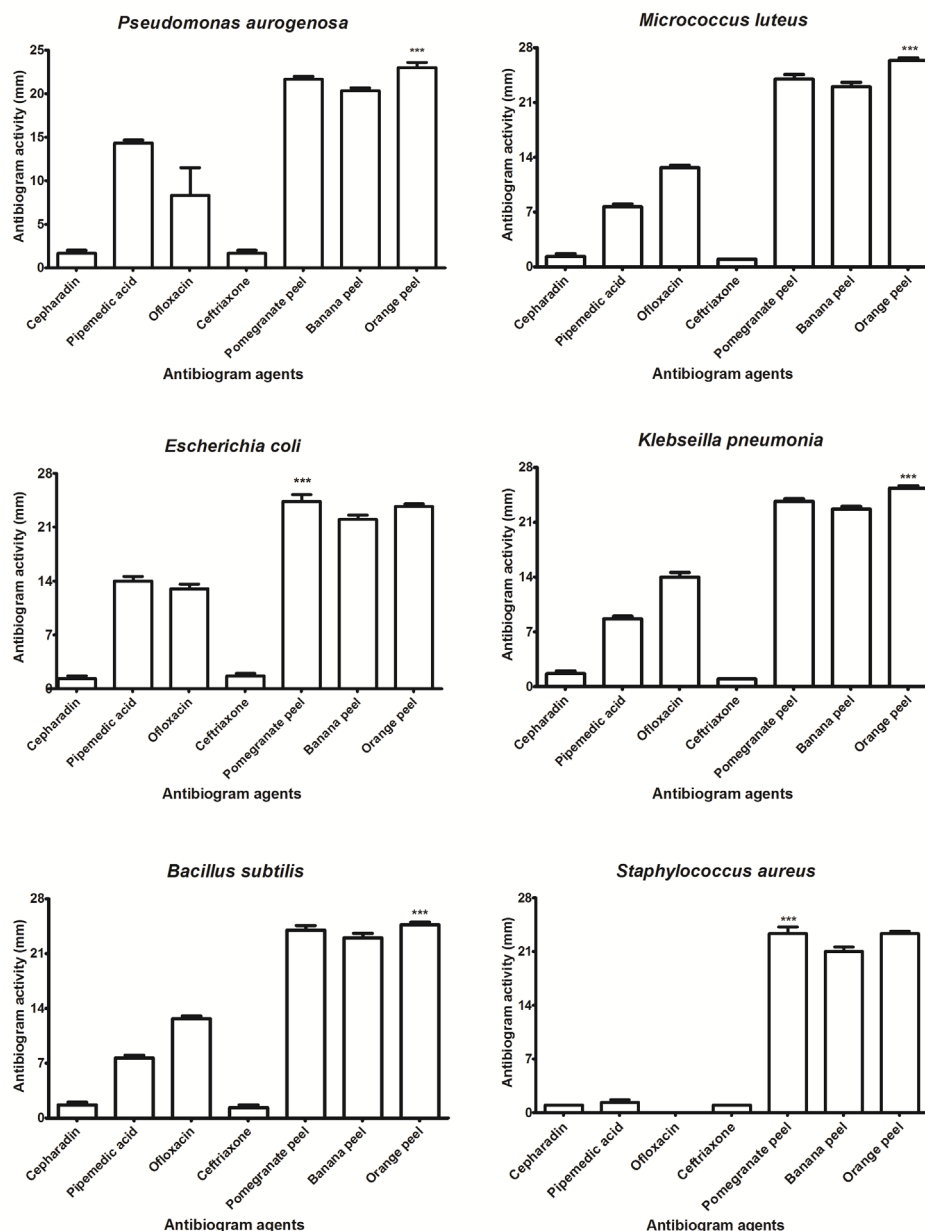 Pseudomonas aurogenosa
Antibiogram activity (mm)
25
20
15
10
5
0
***
Cepharadin
Pipemedic acid
Ofloxacin
Ceftriaxone
Pomegranate peel
Banana peel
Orange peel
Antibiogram agents
Micrococcus luteus
Antibiogram activity (mm)
28
21
14
7
0
***
Cepharadin
Pipemedic acid
Ofloxacin
Ceftriaxone
Pomegranate peel
Banana peel
Orange peel
Antibiogram agents
Escherichia coli
Antibiogram activity (mm)
28
21
14
7
0
***
Cepharadin
Pipemedic acid
Ofloxacin
Ceftriaxone
Pomegranate peel
Banana peel
Orange peel
Antibiogram agents
Klebseilla pneumonia
Antibiogram activity (mm)
28
21
14
7
0
***
Cepharadin
Pipemedic acid
Ofloxacin
Ceftriaxone
Pomegranate peel
Banana peel
Orange peel
Antibiogram agents
Bacillus subtilis
Antibiogram activity (mm)
28
21
14
7
0
***
Cepharadin
Pipemedic acid
Ofloxacin
Ceftriaxone
Pomegranate peel
Banana peel
Orange peel
Antibiogram agents
Staphylococcus aureus
Antibiogram activity (mm)
28
21
14
7
0
***
Cepharadin
Pipemedic acid
Ofloxacin
Ceftriaxone
Pomegranate peel
Banana peel
Orange peel
Antibiogram agents